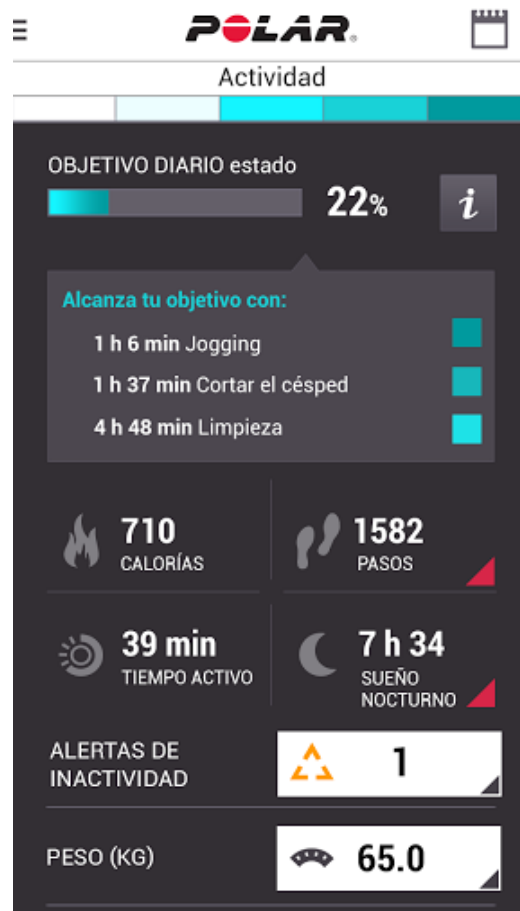 POLAR
Actividad
OBJETIVO DIARIO estado
22%
i
Alcanza tu objetivo con:
1 h 6 min Jogging
1 h 37 min Cortar el césped
4 h 48 min Limpieza
710
CALORÍAS
1582
PASOS
39 min
TIEMPO ACTIVO
7 h 34
SUEÑO
NOCTURNO
ALERTAS DE
INACTIVIDAD
1
PESO (KG)
65.0